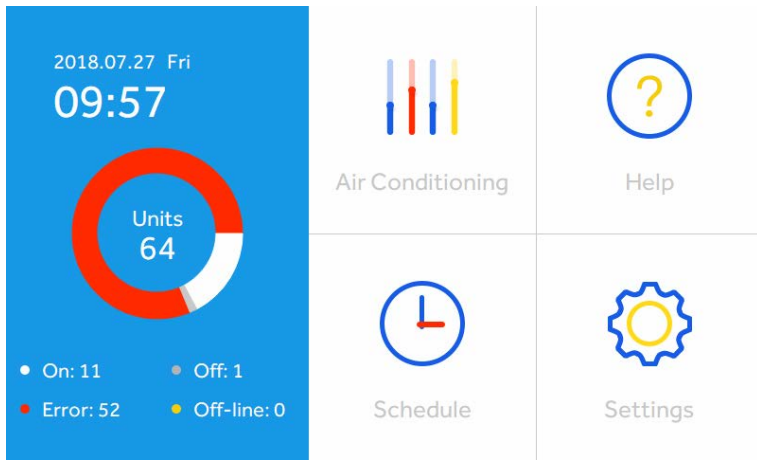 2018.07.27 Fri
09:57
Units
64
On: 11
Off: 1
Error: 52
Off-line: 0
Air Conditioning
?
Help
Schedule
Settings